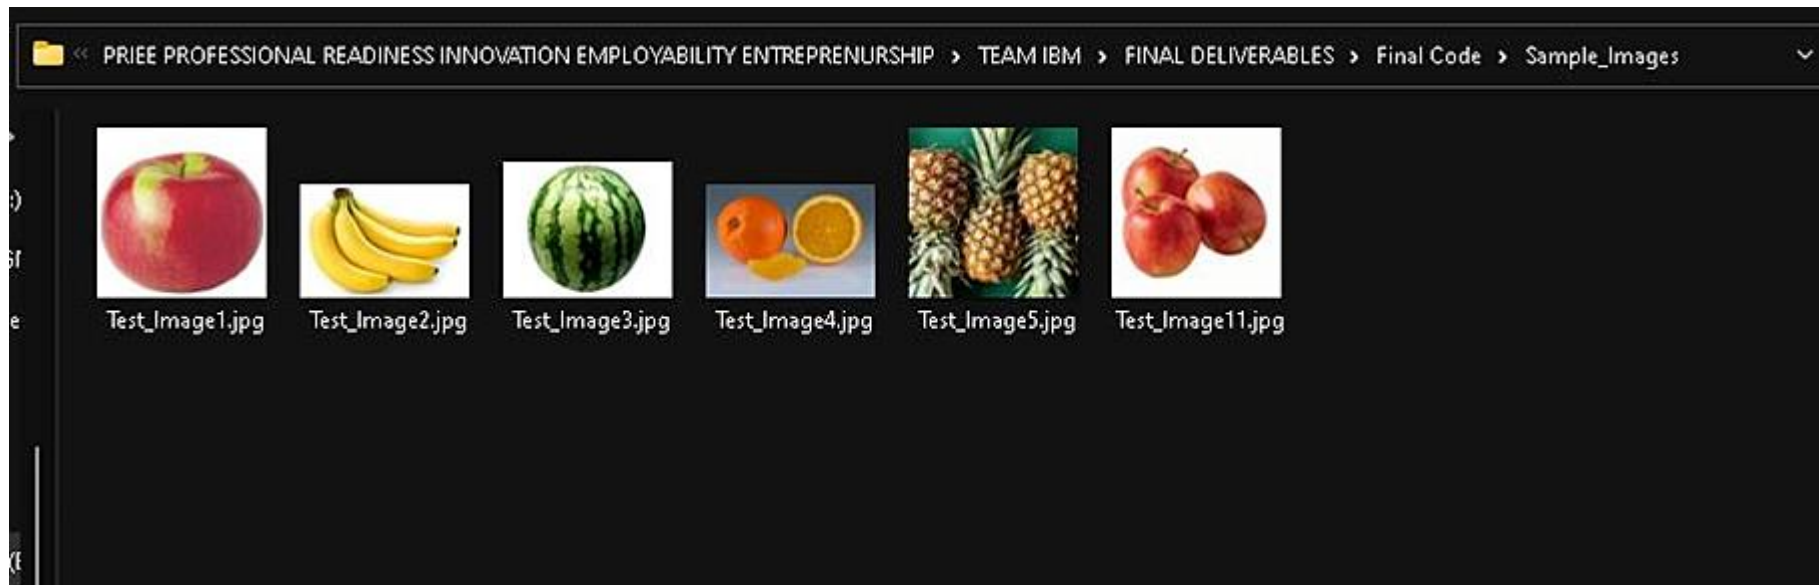 « PRIEE PROFESSIONAL READINESS INNOVATION EMPLOYABILITY ENTREPRENURSHIP > TEAM IBM > FINAL DELIVERABLES > Final Code > Sample_Images
Test_Image1.jpg Test_Image2.jpg Test_Image3.jpg Test_Image4.jpg Test_Image5.jpg Test_Image11.jpg